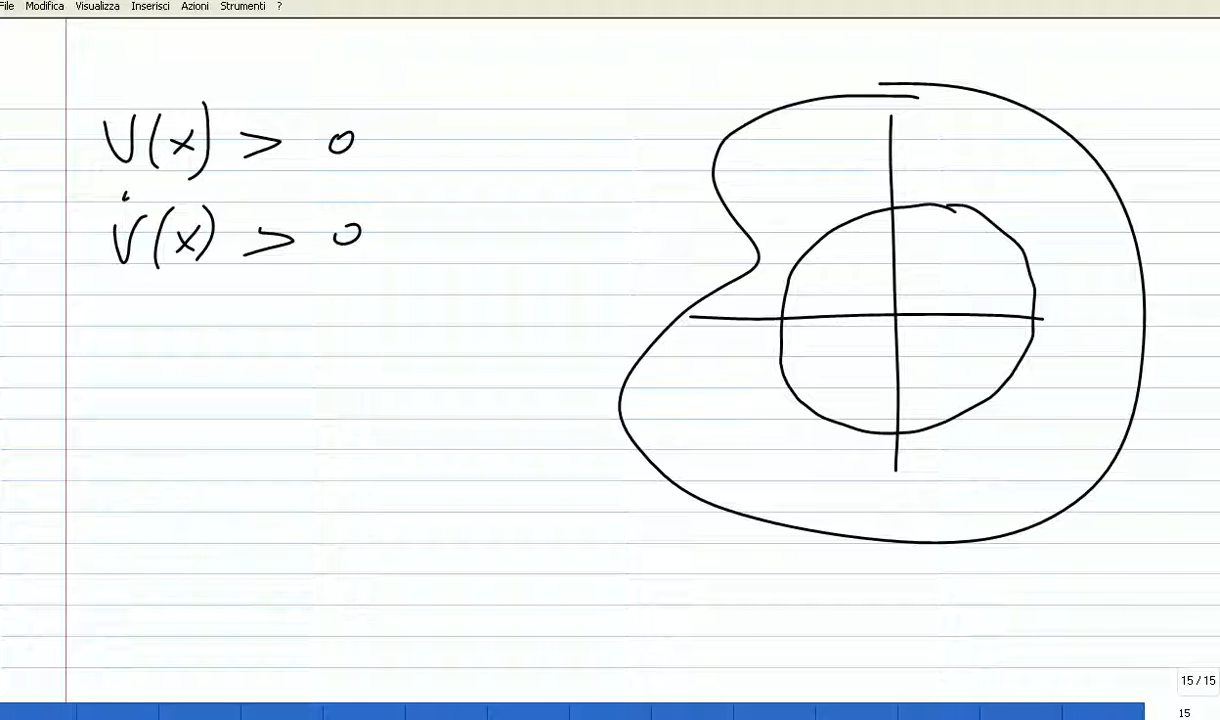 File Modifica Visualizza Inserisci Azioni Strumenti ?
V(x) > 0
V̇(x) > 0
15 / 15
15